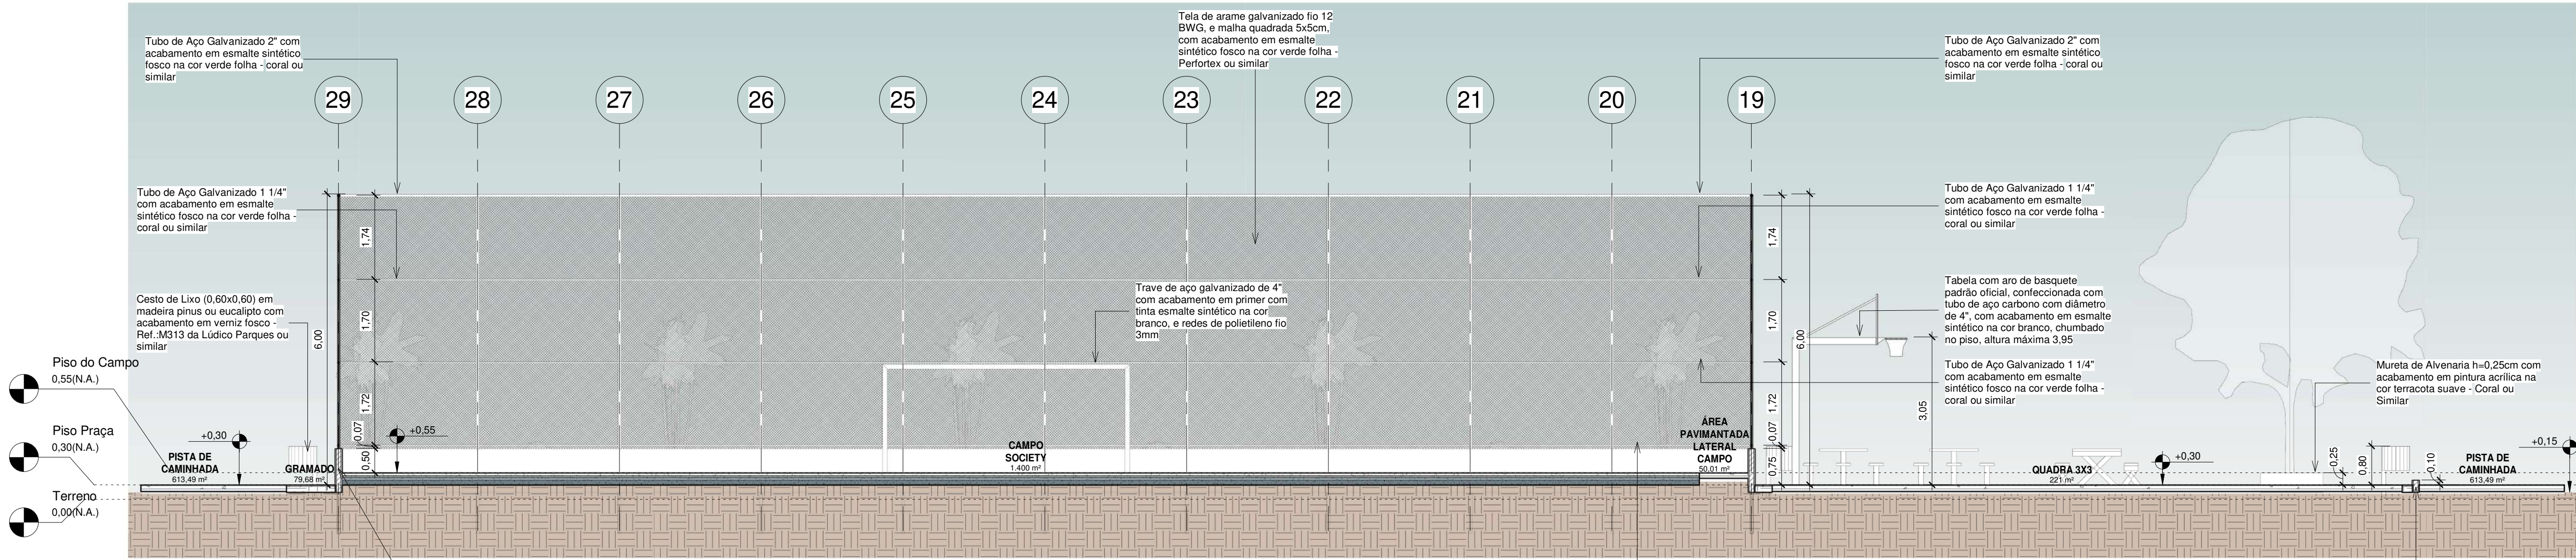 Tubo de Aço Galvanizado 2" com
acabamento em esmalte sintético
fosco na cor verde folha - coral ou
similar
Tela de arame galvanizado fio 12
BWG, e malha quadrada 5x5cm,
com acabamento em esmalte
sintético fosco na cor verde folha -
Perfortex ou similar
Tubo de Aço Galvanizado 2" com
acabamento em esmalte sintético
fosco na cor verde folha - coral ou
similar
29
28
27
26
25
24
23
22
21
20
19
Tubo de Aço Galvanizado 1 1/4"
com acabamento em esmalte
sintético fosco na cor verde folha -
coral ou similar
Cesto de Lixo (0,60x0,60) em
madeira pinus ou eucalipto com
acabamento em verniz fosco -
Ref.:M313 da Lúdico Parques ou
similar
Piso do Campo
0,55(N.A.)
Piso Praça
0,30(N.A.)
Terreno
0,00(N.A.)
+0,30
PISTA DE
CAMINHADA
613,49 m²
GRAMADO
79,68 m²
6,00
1,74
1,70
1,72
0,07
0,50
+0,55
Trave de aço galvanizado de 4"
com acabamento em primer com
tinta esmalte sintético na cor
branco, e redes de polietileno fio
3mm
CAMPO
SOCIETY
1.400 m²
ÁREA
PAVIMANTADA
LATERAL
CAMPO
50,01 m²
1,74
1,70
1,72
0,07
0,75
6,00
3,05
Tubo de Aço Galvanizado 1 1/4"
com acabamento em esmalte
sintético fosco na cor verde folha -
coral ou similar
Tabela com aro de basquete
padrão oficial, confeccionada com
tubo de aço carbono com diâmetro
de 4", com acabamento em esmalte
sintético na cor branco, chumbado
no piso, altura máxima 3,95
Tubo de Aço Galvanizado 1 1/4"
com acabamento em esmalte
sintético fosco na cor verde folha -
coral ou similar
Mureta de Alvenaria h=0,25cm com
acabamento em pintura acrílica na
cor terracota suave - Coral ou
Similar
QUADRA 3X3
221 m²
+0,30
0,25
0,80
0,10
PISTA DE
CAMINHADA
613,49 m²
+0,15